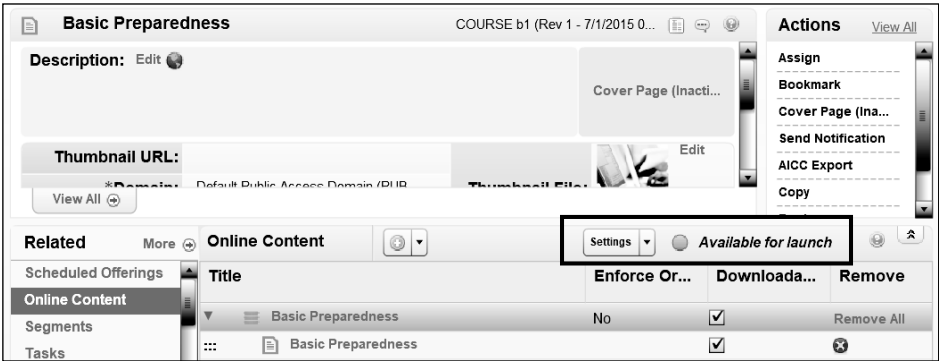 Basic Preparedness
COURSE b1 (Rev 1 - 7/1/2015 0...
Description: Edit
Cover Page (Inacti...
Thumbnail URL:
Edit
*Domain: Default Public Access Domain (PUB Thumbnail File:
View All
Actions View All
Assign
Bookmark
Cover Page (Ina...
Send Notification
AICC Export
Copy
Related More
Scheduled Offerings
Online Content
Segments
Tasks
Online Content
Settings Available for launch
Title Enforce Or... Downloada... Remove
Basic Preparedness No Remove All
Basic Preparedness